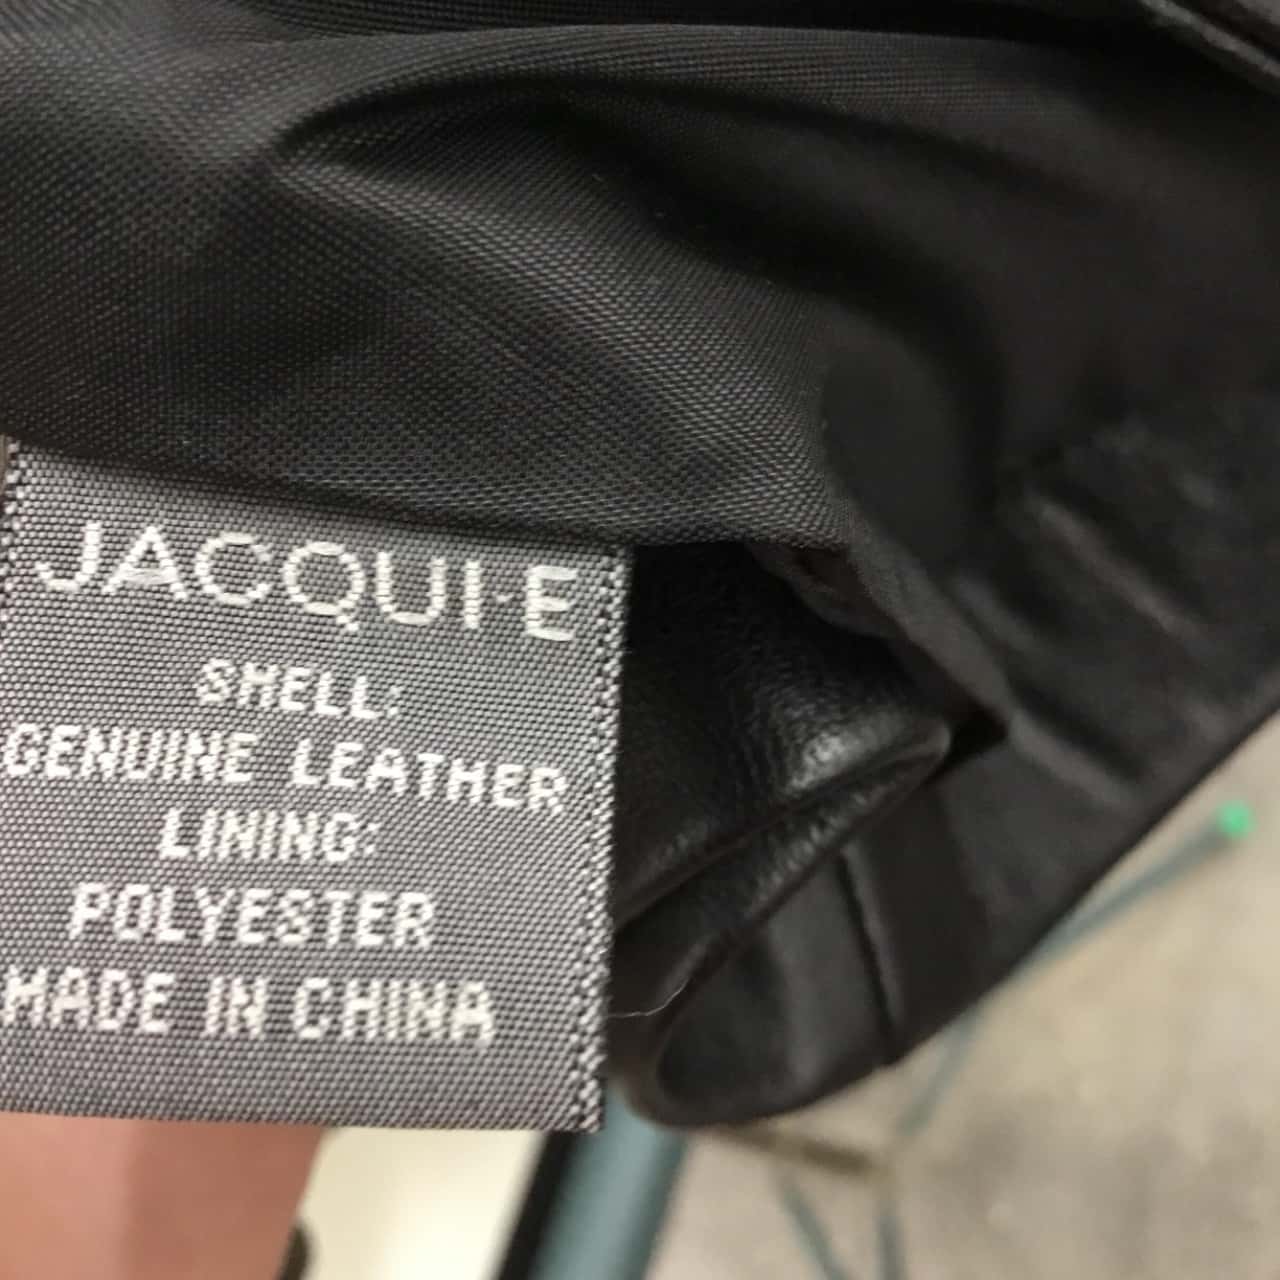 JACQUI·E
SHELL:
GENUINE LEATHER
LINING:
POLYESTER
MADE IN CHINA